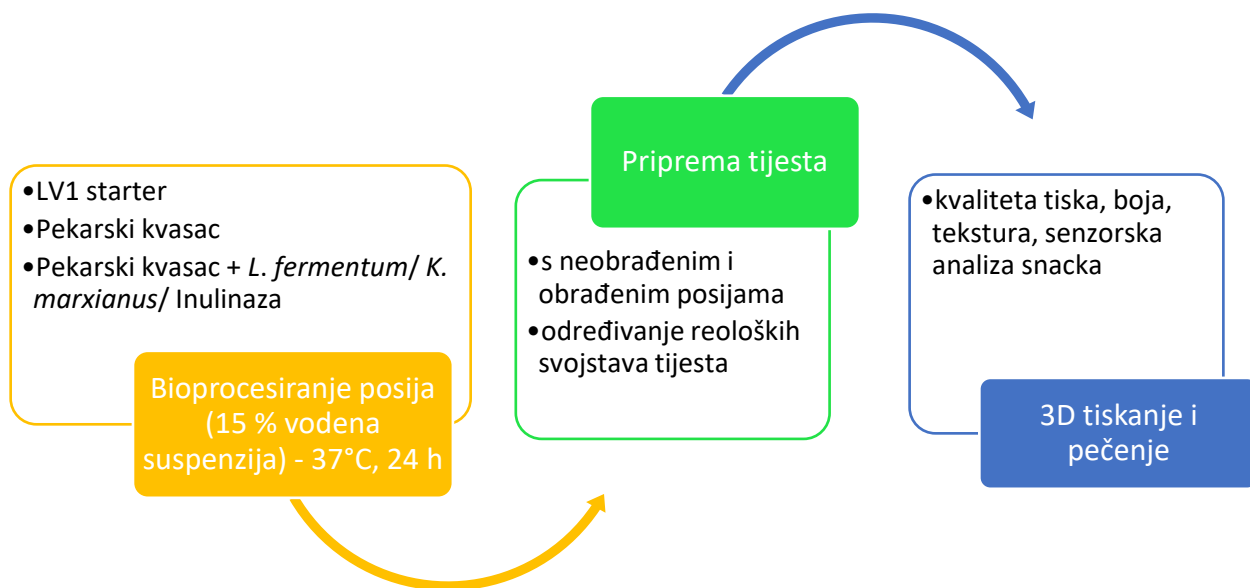 •LV1 starter
•Pekarski kvasac
•Pekarski kvasac + L. fermentum/ K.
marxianus/ Inulinaza
Bioprocesiranje posija
(15 % vodena
suspenzija) - 37°C, 24 h
Priprema tijesta
•s neobrađenim i
obrađenim posijama
•određivanje reoloških
svojstava tijesta
•kvaliteta tiska, boja,
tekstura, senzorska
analiza snacka
3D tiskanje i
pečenje